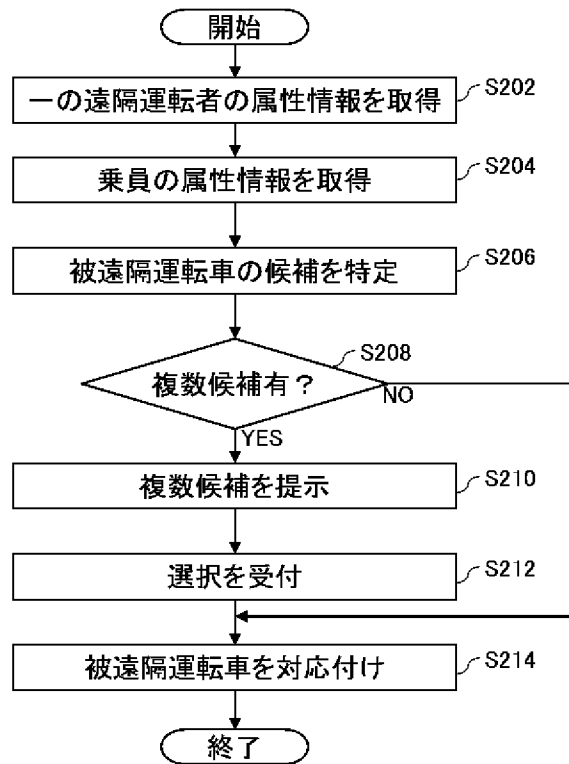 開始
一の遠隔運転者の属性情報を取得
S202
乗員の属性情報を取得
S204
被遠隔運転車の候補を特定
S206
S208
複数候補有？
NO
YES
複数候補を提示
S210
選択を受付
S212
被遠隔運転車を対応付け
S214
終了